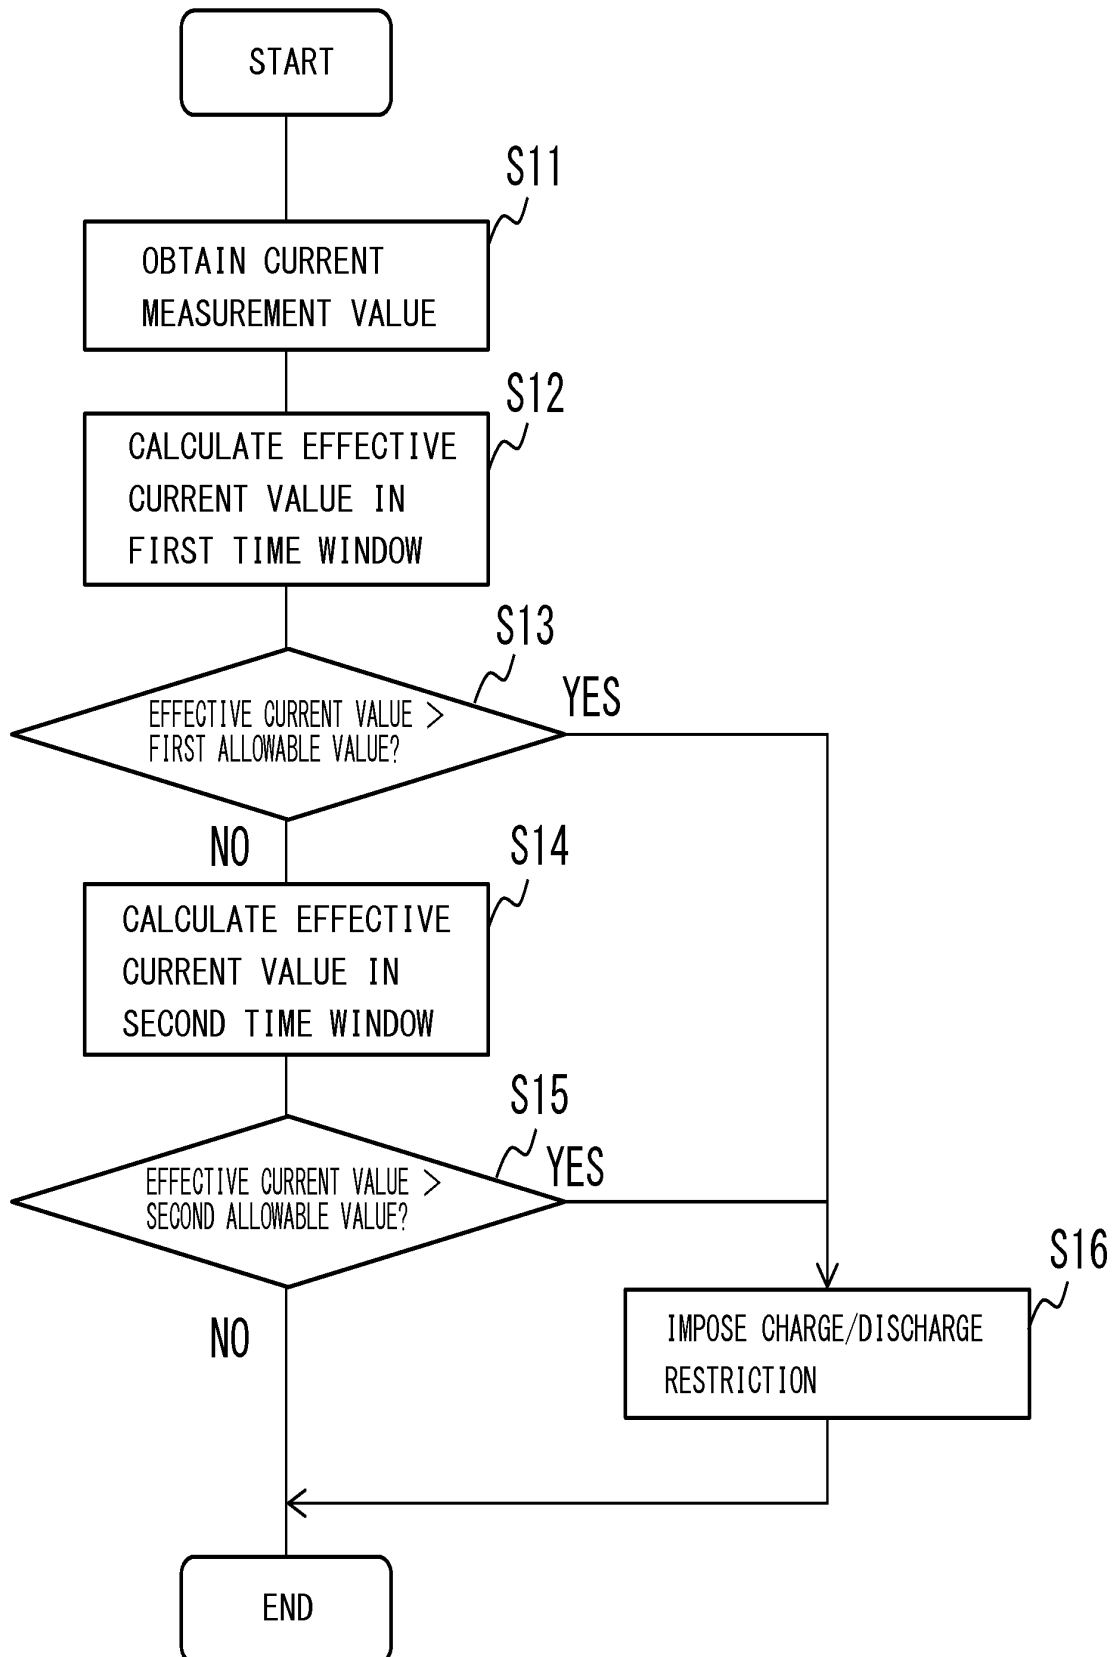 START
S11
OBTAIN CURRENT
MEASUREMENT VALUE
S12
CALCULATE EFFECTIVE
CURRENT VALUE IN
FIRST TIME WINDOW
S13
EFFECTIVE CURRENT VALUE >
FIRST ALLOWABLE VALUE?
YES
NO
S14
CALCULATE EFFECTIVE
CURRENT VALUE IN
SECOND TIME WINDOW
S15
EFFECTIVE CURRENT VALUE >
SECOND ALLOWABLE VALUE?
YES
NO
S16
IMPOSE CHARGE/DISCHARGE
RESTRICTION
END